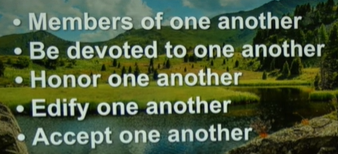 • Members of one another
• Be devoted to one another
• Honor one another
• Edify one another
• Accept one another